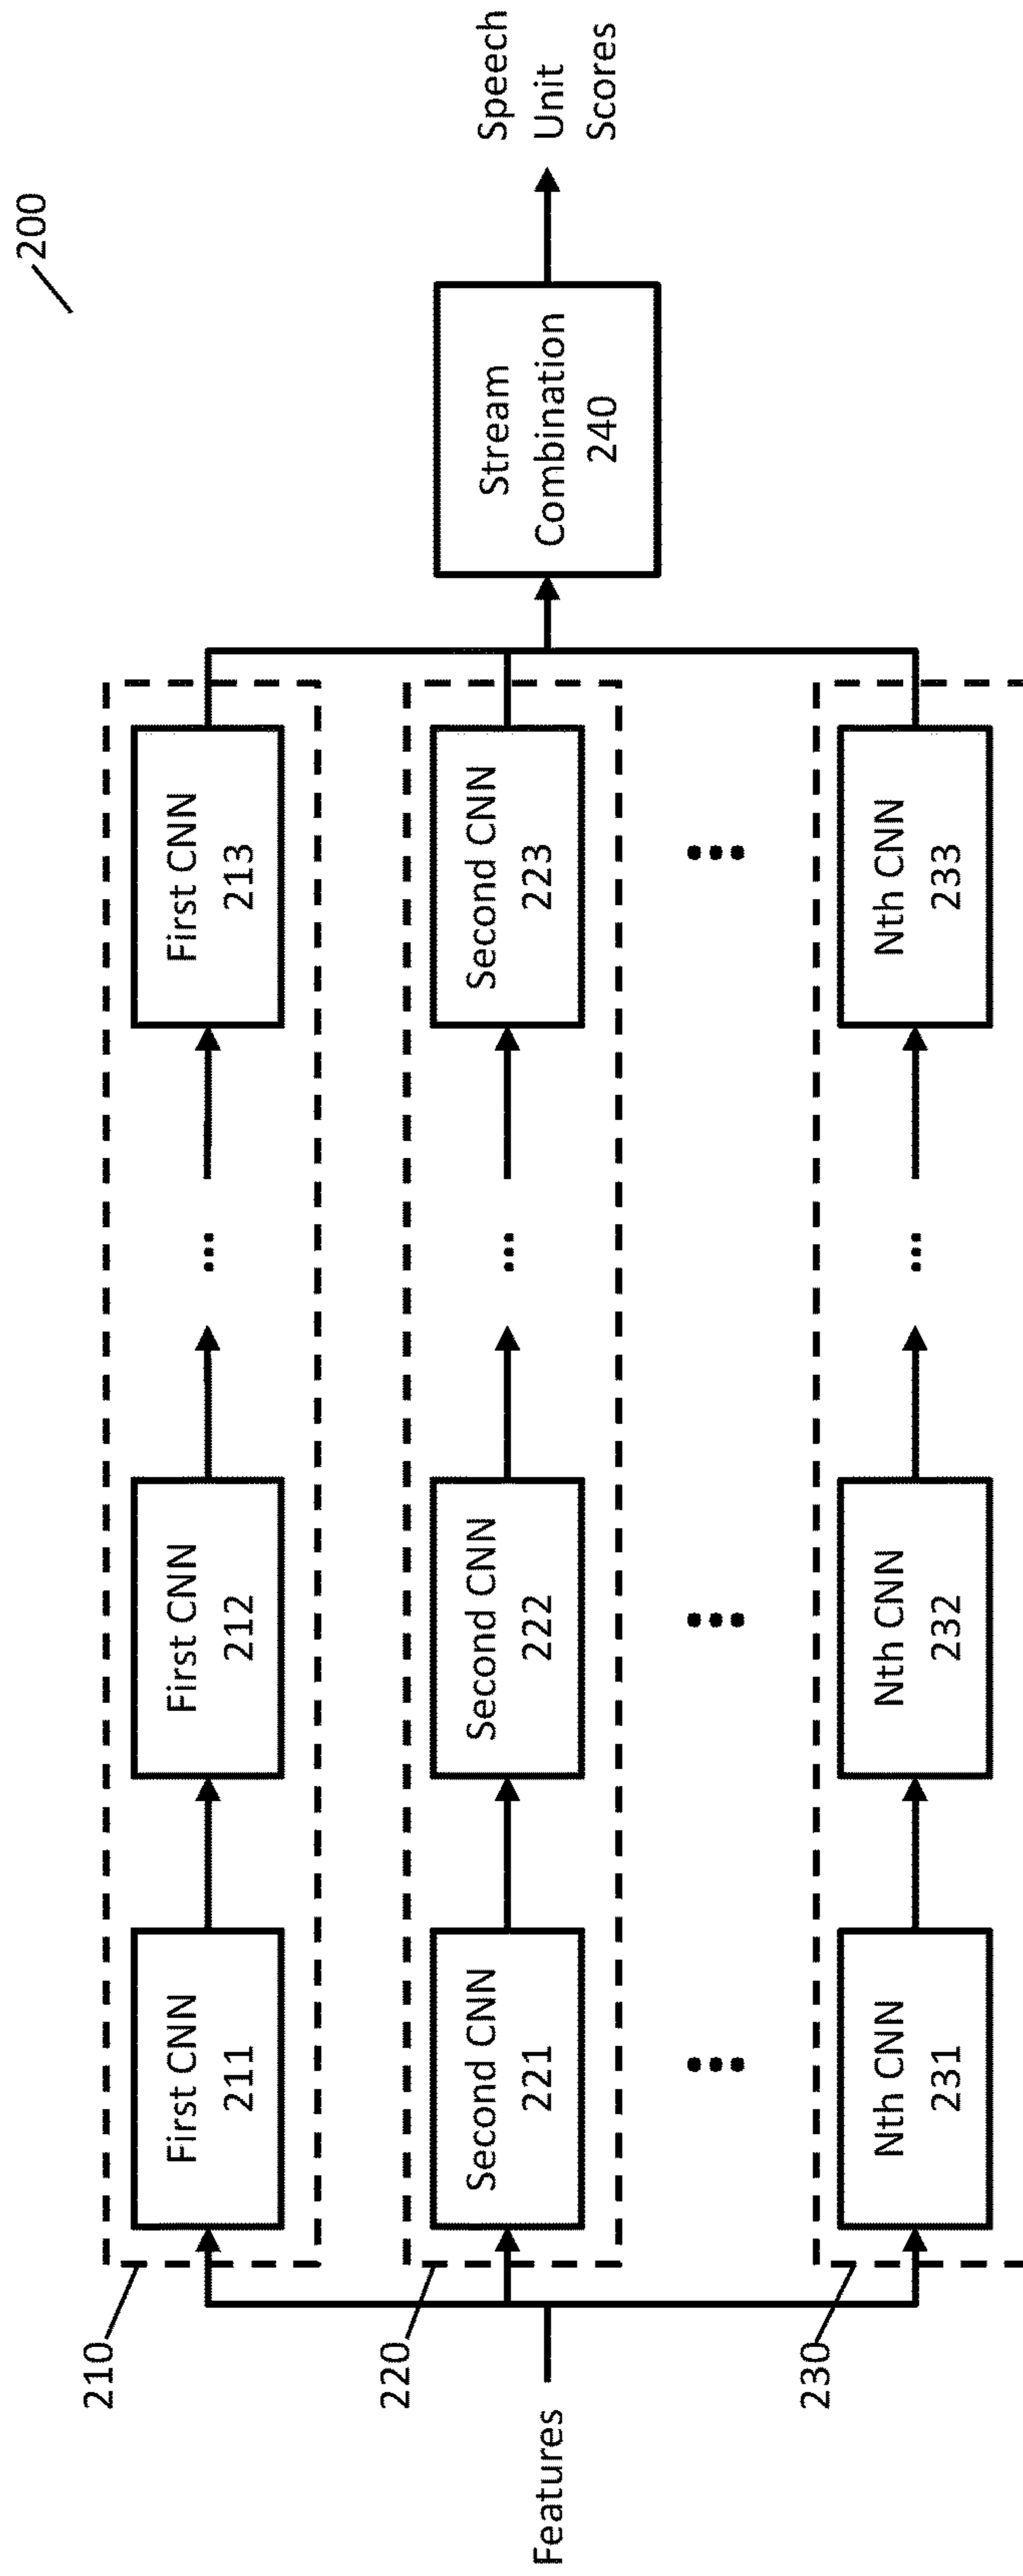 200
210
First CNN
211
First CNN
212
...
First CNN
213
220
Second CNN
221
Second CNN
222
...
Second CNN
223
Features
Stream
Combination
240
Speech
Unit
Scores
...
...
...
230
Nth CNN
231
Nth CNN
232
...
Nth CNN
233